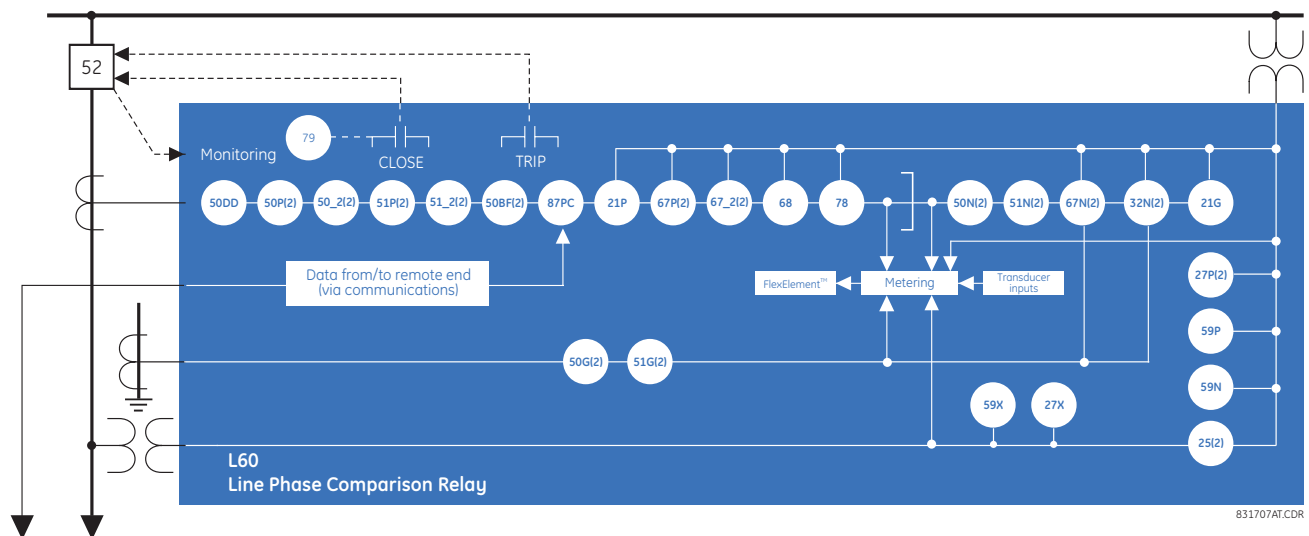 52
79
Monitoring
CLOSE
TRIP
50DD
50P(2)
50_2(2)
51P(2)
51_2(2)
50BF(2)
87PC
21P
67P(2)
67_2(2)
68
78
50N(2)
51N(2)
67N(2)
32N(2)
21G
Data from/to remote end
(via communications)
FlexElement™
Metering
Transducer
inputs
27P(2)
59P
50G(2)
51G(2)
59N
59X
27X
25(2)
L60
Line Phase Comparison Relay
831707AT.CDR